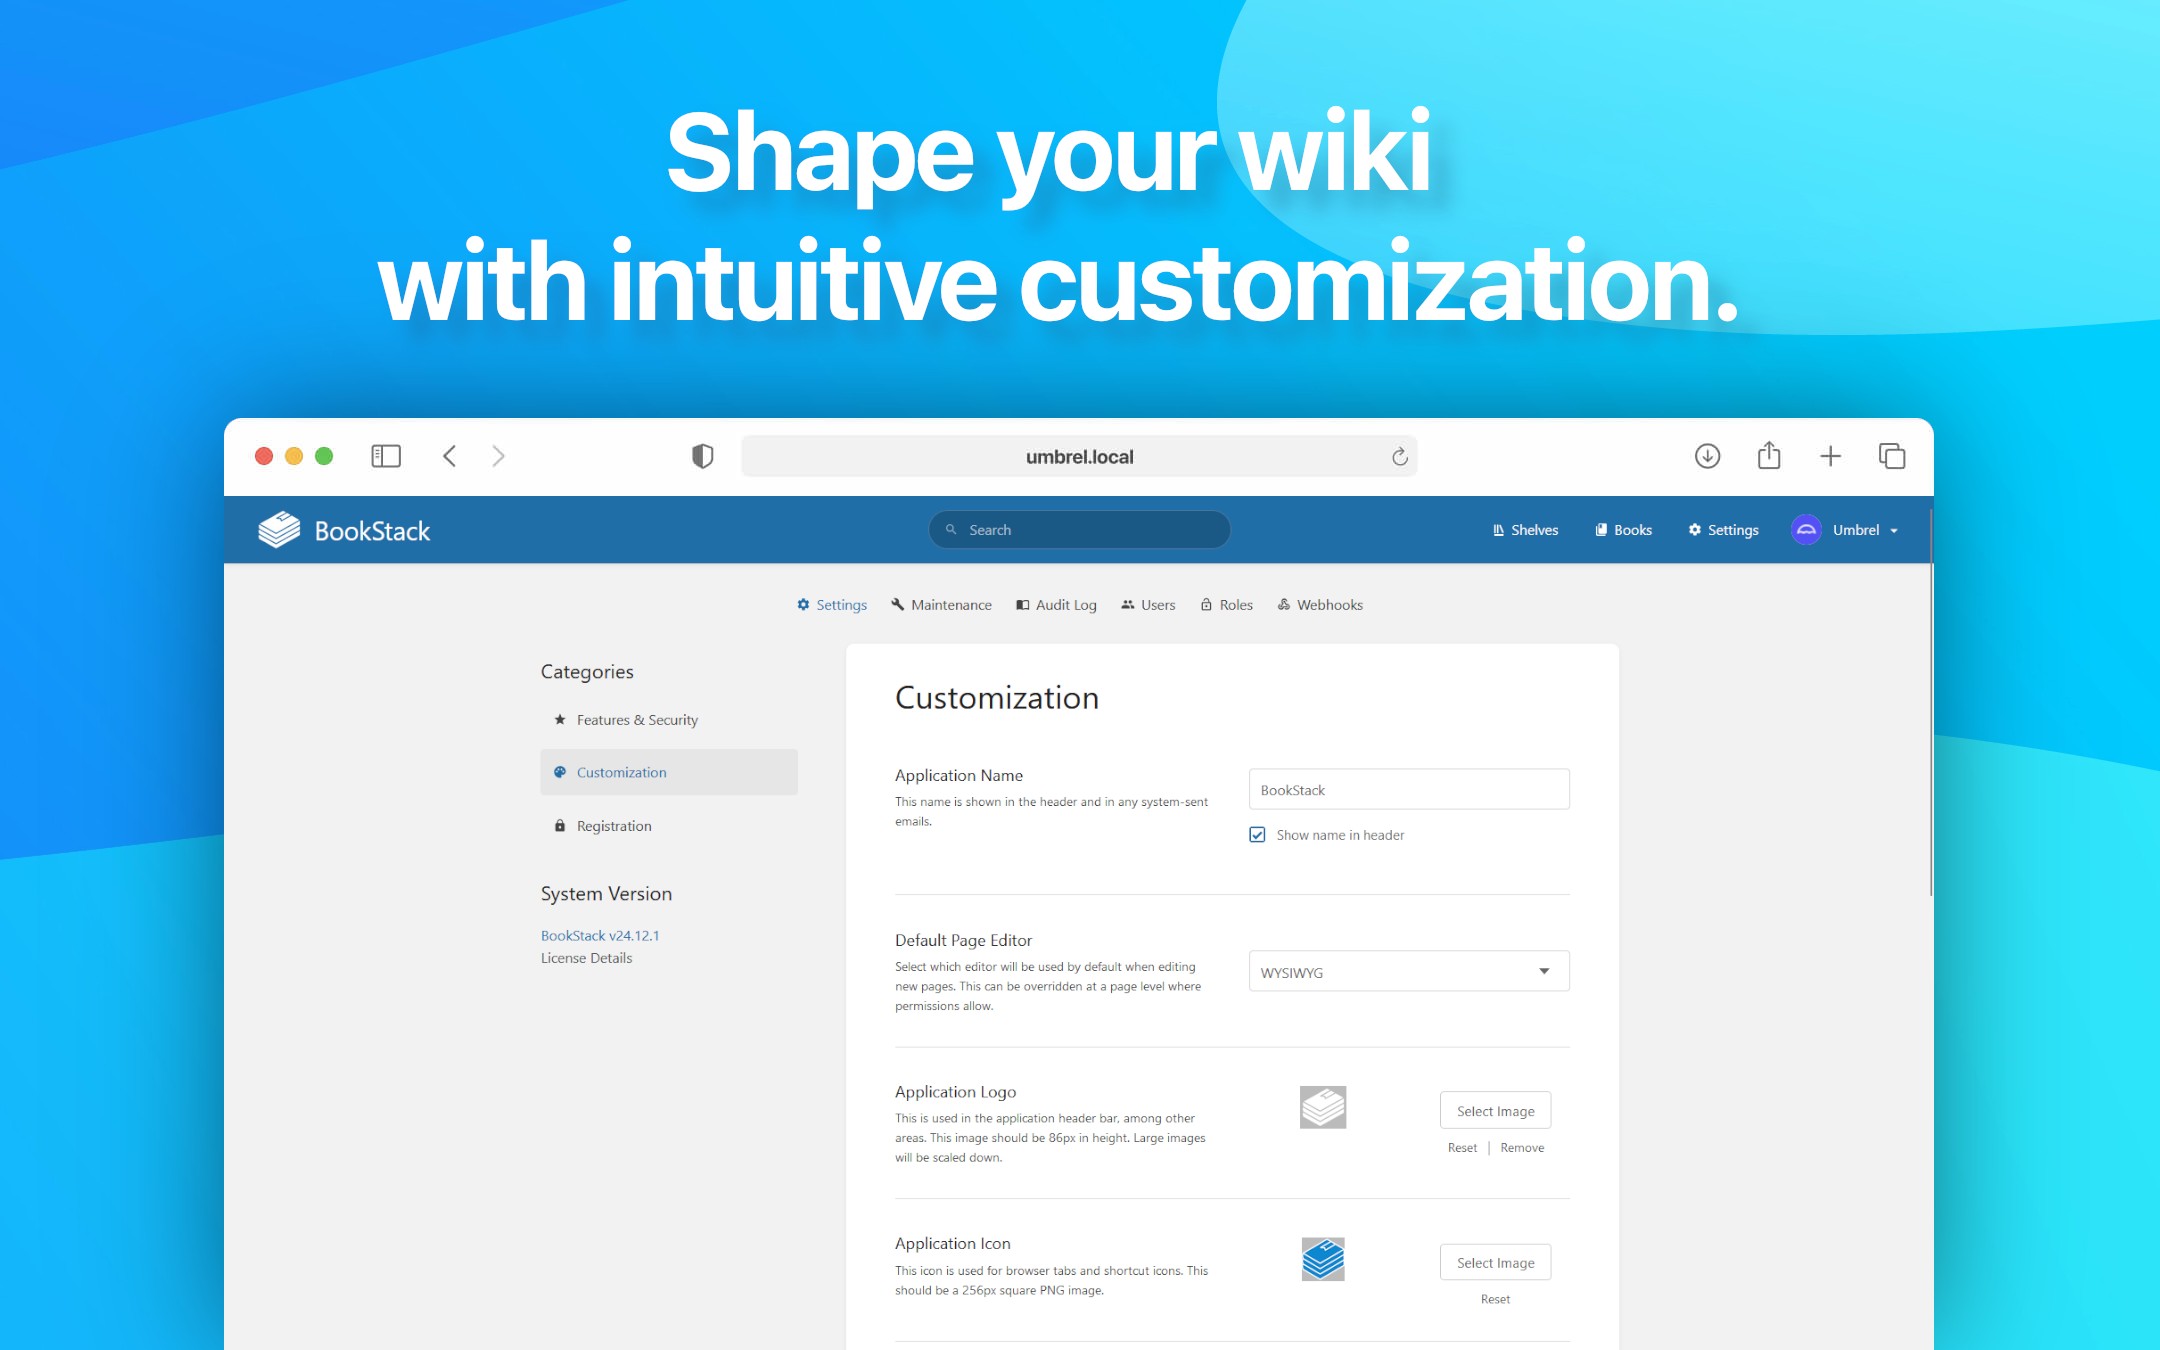 Shape your wiki
with intuitive customization.
umbrel.local
BookStack
Search
Shelves
Books
Settings
Umbrel
Settings
Maintenance
Audit Log
Users
Roles
Webhooks
Categories
Features & Security
Customization
Registration
System Version
BookStack v24.12.1
License Details
Customization
Application Name
This name is shown in the header and in any system-sent
emails.
BookStack
Show name in header
Default Page Editor
Select which editor will be used by default when editing
new pages. This can be overridden at a page level where
permissions allow.
WYSIWYG
Application Logo
This is used in the application header bar, among other
areas. This image should be 86px in height. Large images
will be scaled down.
Select Image
Reset | Remove
Application Icon
This icon is used for browser tabs and shortcut icons. This
should be a 256px square PNG image.
Select Image
Reset